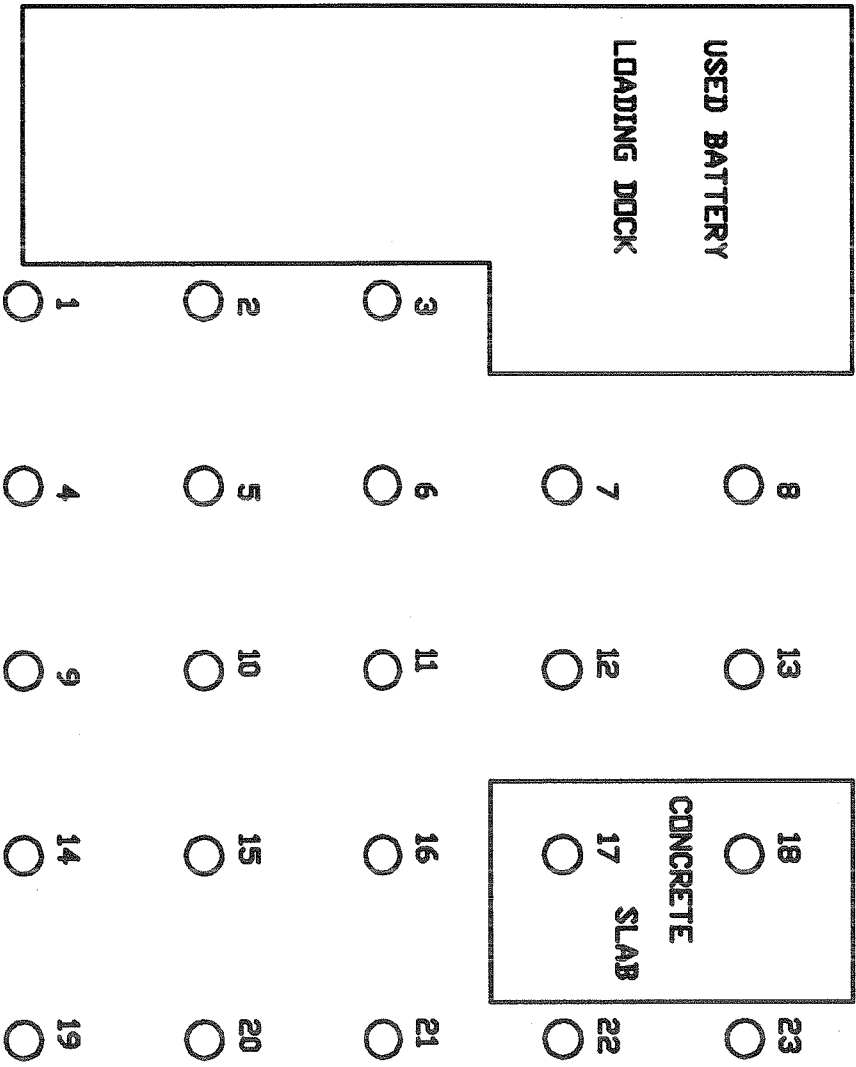 8 13 18 23
USED BATTERY
LOADING DOCK
CONCRETE
SLAB
7 12 17 22
3 6 11 16 21
2 5 10 15 20
1 4 9 14 19